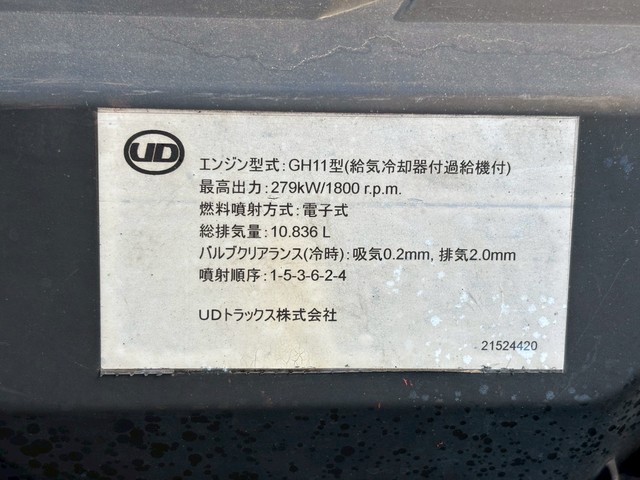 UD
エンジン型式:GH11型(給気冷却器付過給機付)
最高出力:279kW/1800 r.p.m.
燃料噴射方式:電子式
総排気量:10.836 L
バルブクリアランス(冷時):吸気0.2mm, 排気2.0mm
噴射順序:1-5-3-6-2-4
UDトラックス株式会社
21524420